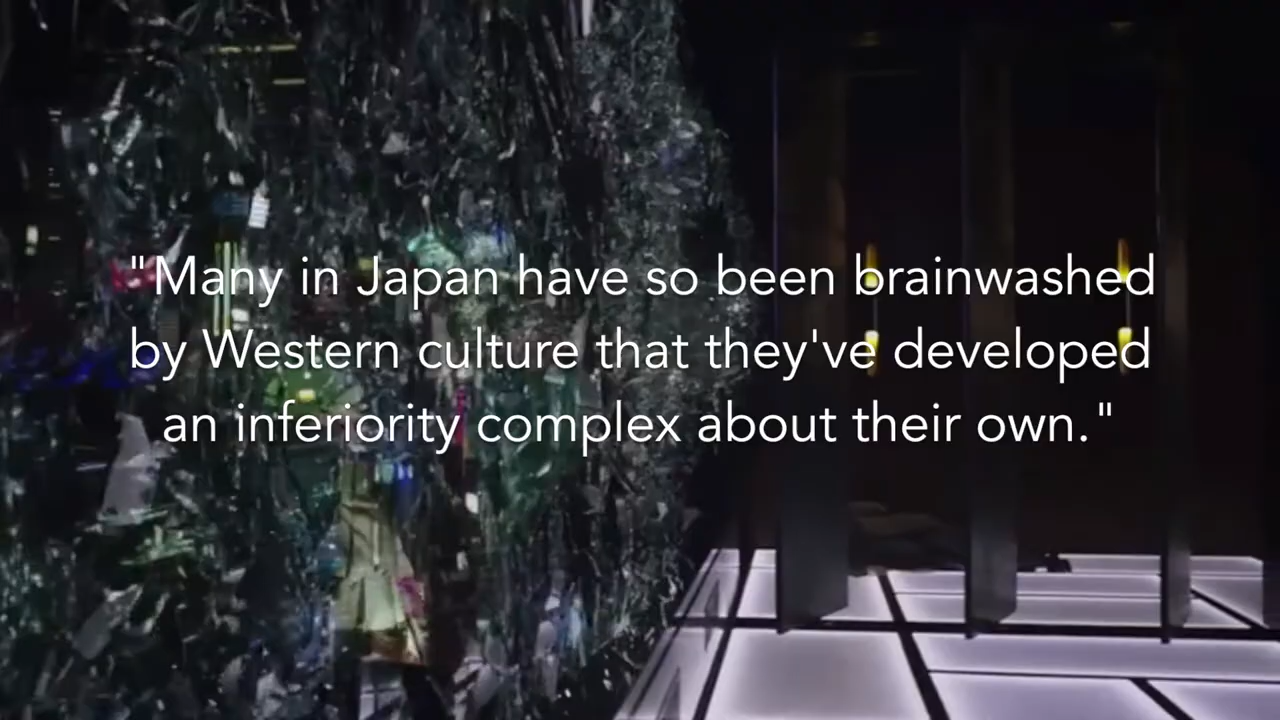 "Many in Japan have so been brainwashed
by Western culture that they've developed
an inferiority complex about their own."